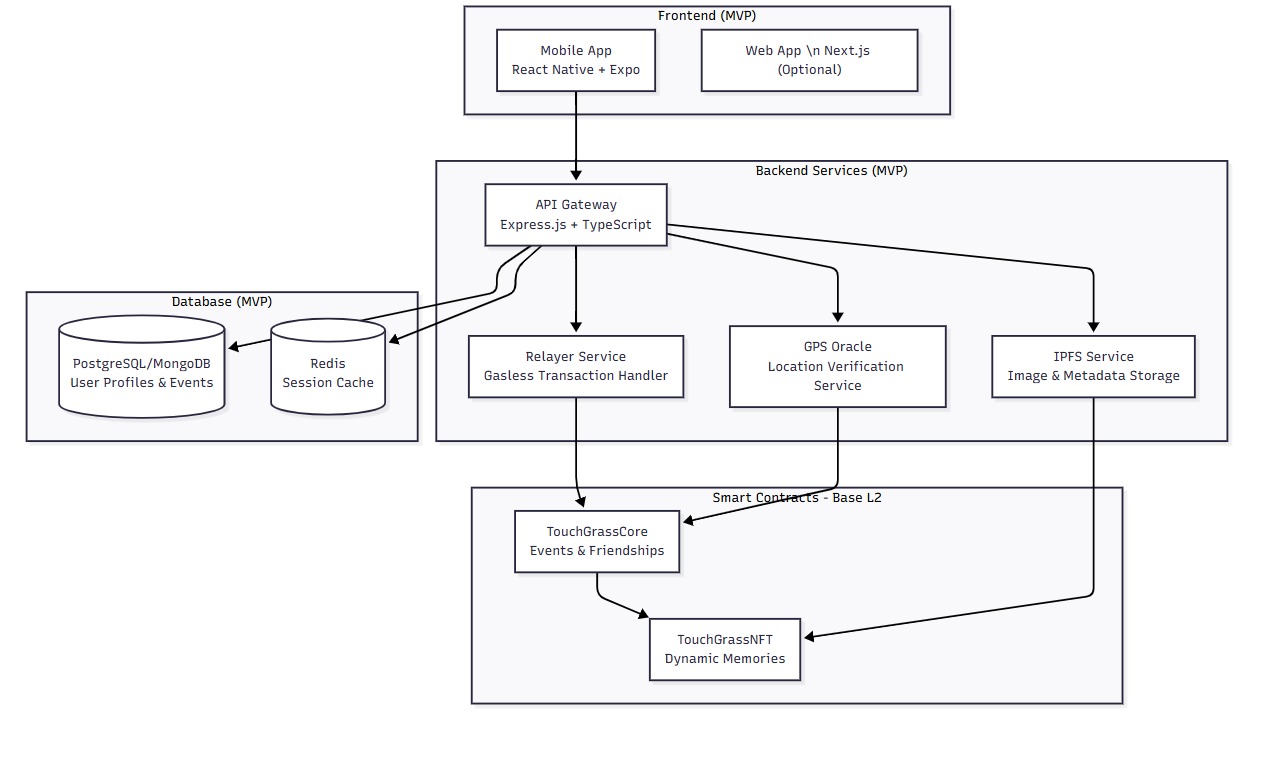 Frontend (MVP)
Mobile App
React Native + Expo
Web App \n Next.js
(Optional)
Backend Services (MVP)
API Gateway
Express.js + TypeScript
Database (MVP)
PostgreSQL/MongoDB
User Profiles & Events
Redis
Session Cache
Relayer Service
Gasless Transaction Handler
GPS Oracle
Location Verification
Service
IPFS Service
Image & Metadata Storage
Smart Contracts - Base L2
TouchGrassCore
Events & Friendships
TouchGrassNFT
Dynamic Memories